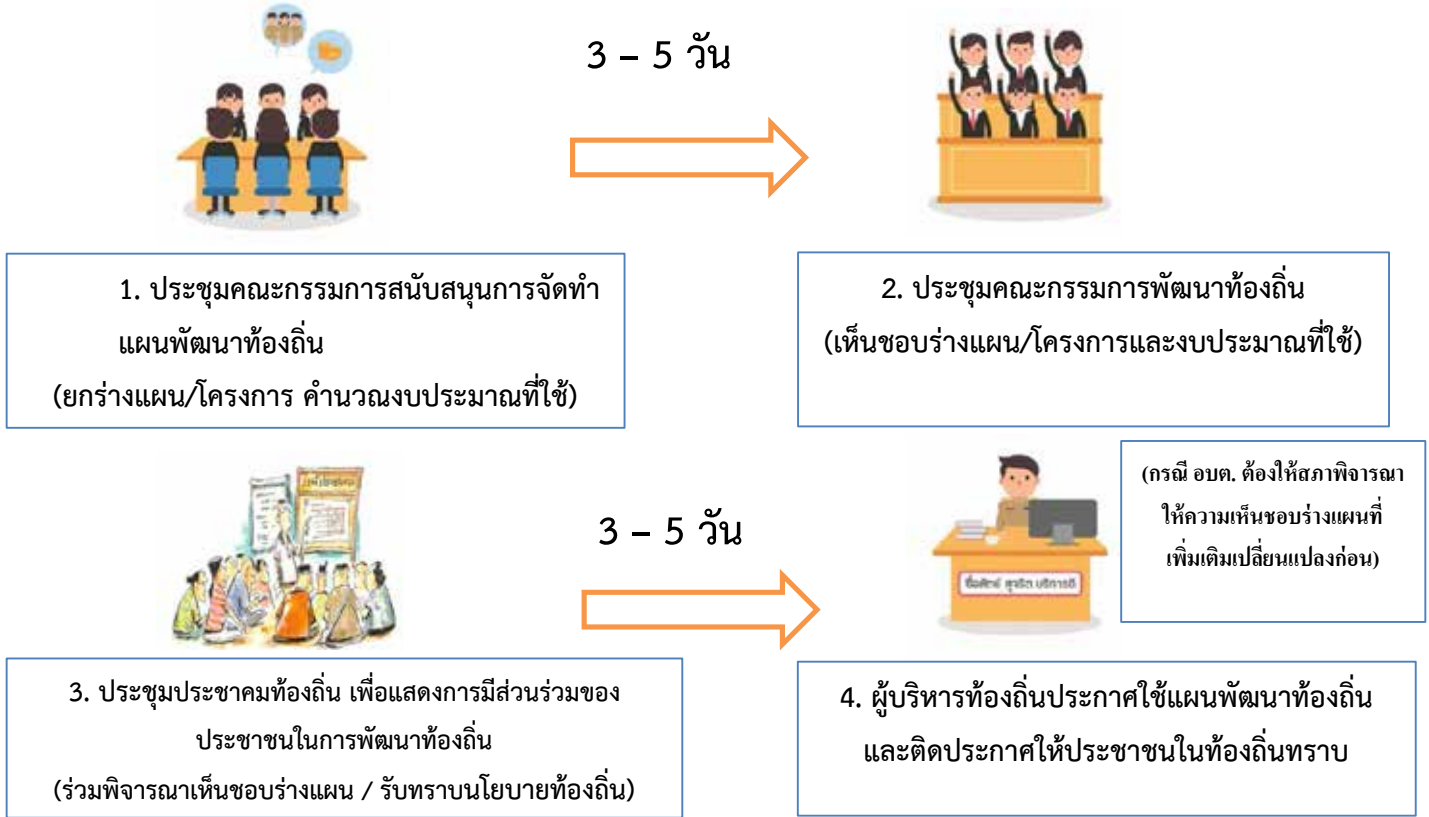 3 – 5 วัน
1. ประชุมคณะกรรมการสนับสนุนการจัดทำ
แผนพัฒนาท้องถิ่น
(ยกร่างแผน/โครงการ คำนวณงบประมาณที่ใช้)
2. ประชุมคณะกรรมการพัฒนาท้องถิ่น
(เห็นชอบร่างแผน/โครงการและงบประมาณที่ใช้)
3 – 5 วัน
ซื่อสัตย์ สุจริต บริการดี
(กรณี อบต. ต้องให้สภาพิจารณา
ให้ความเห็นชอบร่างแผนที่
เพิ่มเติมเปลี่ยนแปลงก่อน)
3. ประชุมประชาคมท้องถิ่น เพื่อแสดงการมีส่วนร่วมของ
ประชาชนในการพัฒนาท้องถิ่น
(ร่วมพิจารณาเห็นชอบร่างแผน / รับทราบนโยบายท้องถิ่น)
4. ผู้บริหารท้องถิ่นประกาศใช้แผนพัฒนาท้องถิ่น
และติดประกาศให้ประชาชนในท้องถิ่นทราบ